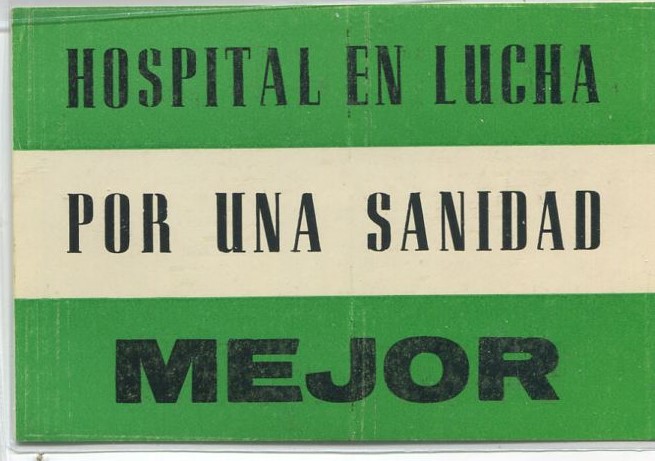 HOSPITAL EN LUCHA
POR UNA SANIDAD
MEJOR